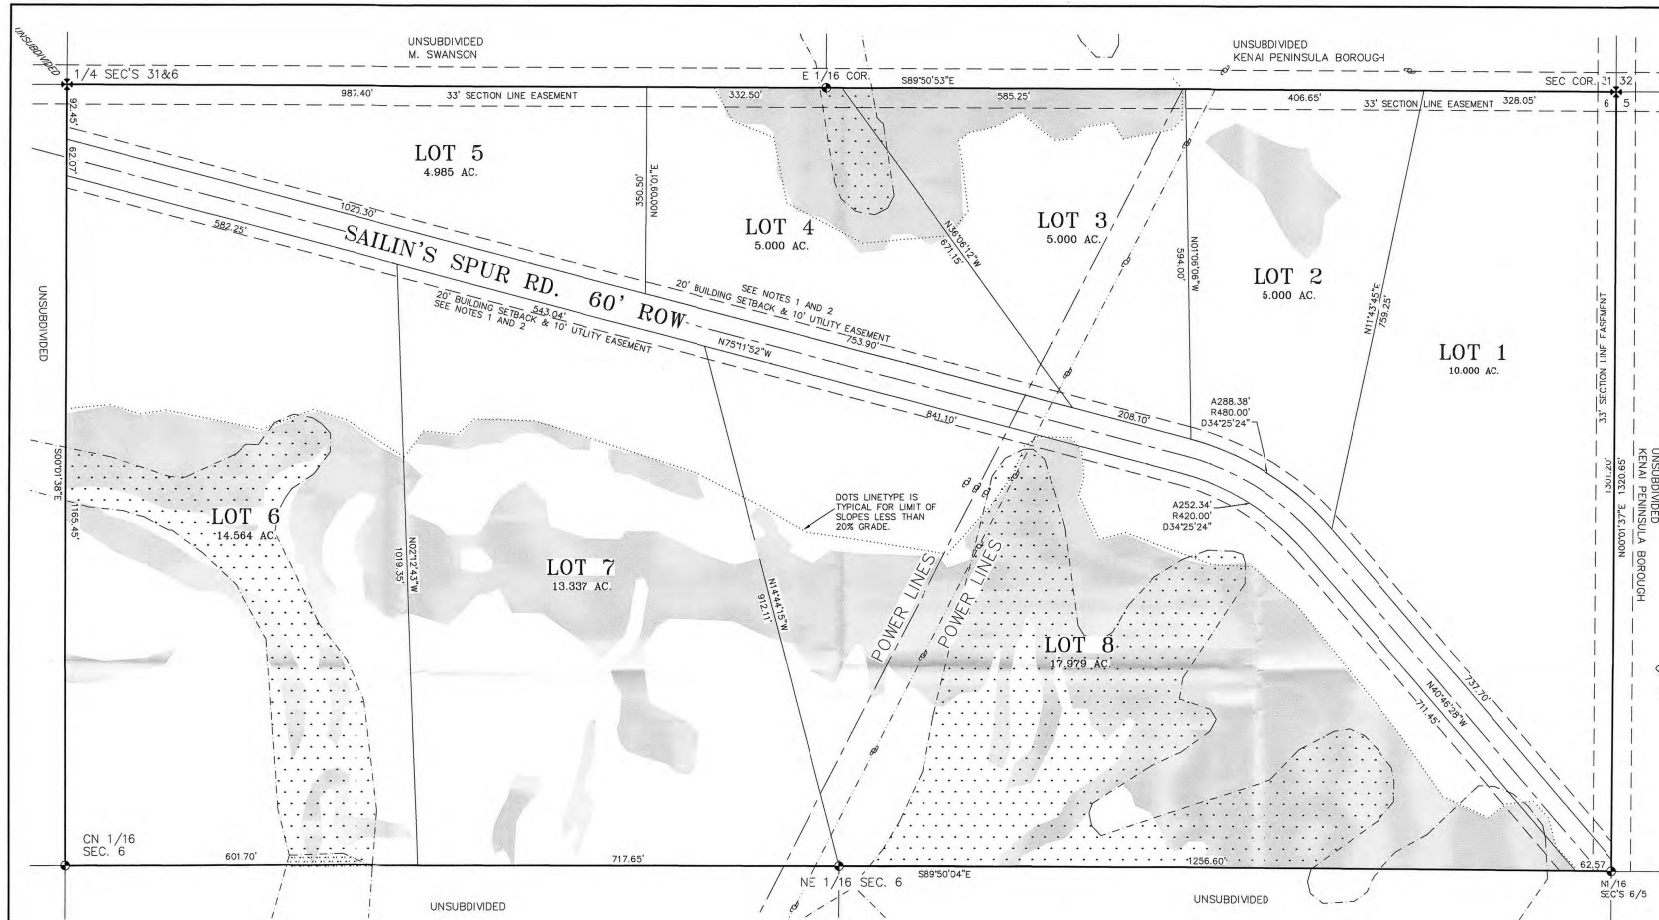 UNSUBDIVIDED
UNSUBDIVIDED
M. SWANSON
UNSUBDIVIDED
KENAI PENINSULA BOROUGH
1/4 SEC'S 31&6
E 1/16 COR.
S89°50'53"E
SEC COR. 31 32
6 5
987.40'
33' SECTION LINE EASEMENT
332.50'
585.25'
406.65'
33' SECTION LINE EASEMENT
328.05'
92.45'
62.07'
LOT 5
4.985 AC.
350.50'
LOT 4
5.000 AC.
LOT 3
5.000 AC.
N36°06'12"W
671.15'
N01°06'06"W
594.00'
LOT 2
5.000 AC.
N11°43'45"E
759.25'
LOT 1
10.000 AC.
33' SECTION LINE EASEMENT
UNSUBDIVIDED
KENAI PENINSULA BOROUGH
N00°01'37"E 1320.65'
1301.20'
582.25'
SAILIN'S SPUR RD. 60' ROW
SEE NOTES 1 AND 2
20' BUILDING SETBACK & 10' UTILITY EASEMENT
20' BUILDING SETBACK & 10' UTILITY EASEMENT
SEE NOTES 1 AND 2
543.04'
753.90'
N75°11'52"W
841.10'
208.10'
A288.38'
R480.00'
D34°25'24"
A252.34'
R420.00'
D34°25'24"
UNSUBDIVIDED
S00°01'38"E
1165.45'
LOT 6
14.564 AC.
N02°12'43"W
1019.35'
LOT 7
13.337 AC.
N14°44'15"W
912.11'
DOTS LINETYPE IS
TYPICAL FOR LIMIT OF
SLOPES LESS THAN
20% GRADE.
POWER LINES
POWER LINES
LOT 8
17.979 AC.
737.70'
N40°46'28"W
711.45'
CN 1/16
SEC. 6
601.70'
717.65'
NE 1/16 SEC. 6
S89°50'04"E
1256.60'
62.57
N1/16
SEC'S 6/5
UNSUBDIVIDED
UNSUBDIVIDED